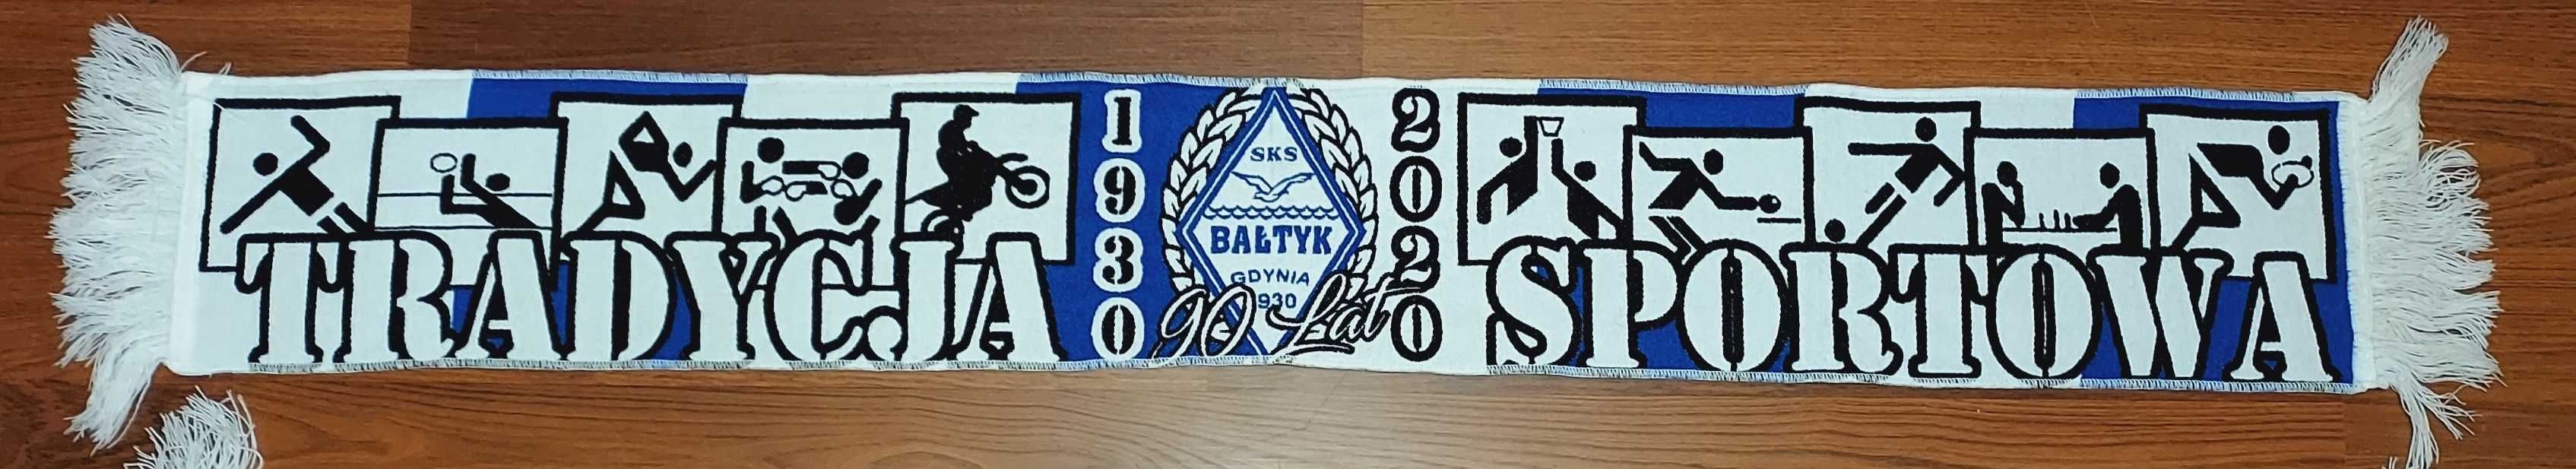 TRADYCJA
1930
SKS
BAŁTYK
GDYNIA
1930
90 Lat
2020
SPORTOWA